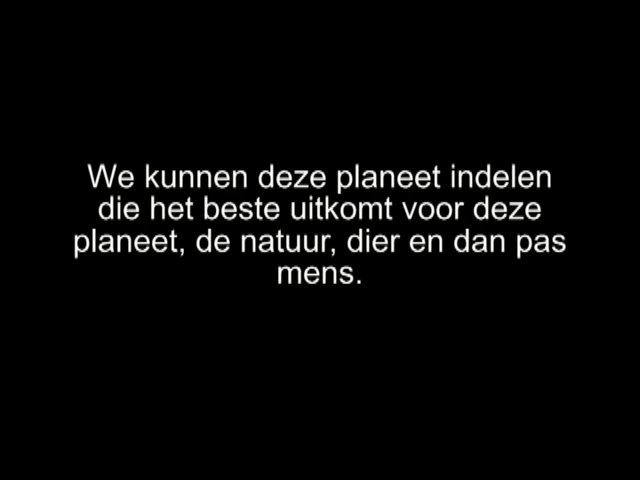 We kunnen deze planeet indelen
die het beste uitkomt voor deze
planeet, de natuur, dier en dan pas
mens.